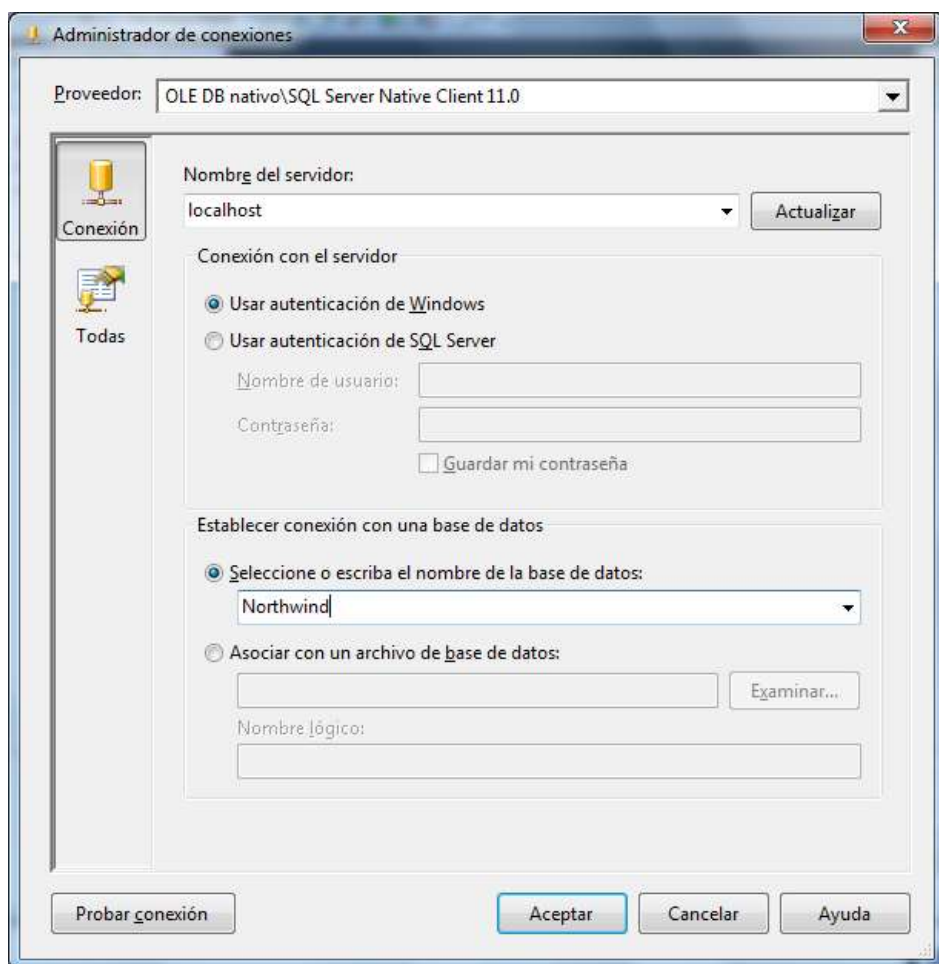 Administrador de conexiones
Proveedor: OLE DB nativo\SQL Server Native Client 11.0
Conexión
Todas
Nombre del servidor:
localhost
Actualizar
Conexión con el servidor
Usar autenticación de Windows
Usar autenticación de SQL Server
Nombre de usuario:
Contraseña:
Guardar mi contraseña
Establecer conexión con una base de datos
Seleccione o escriba el nombre de la base de datos:
Northwind
Asociar con un archivo de base de datos:
Examinar...
Nombre lógico:
Probar conexión Aceptar Cancelar Ayuda